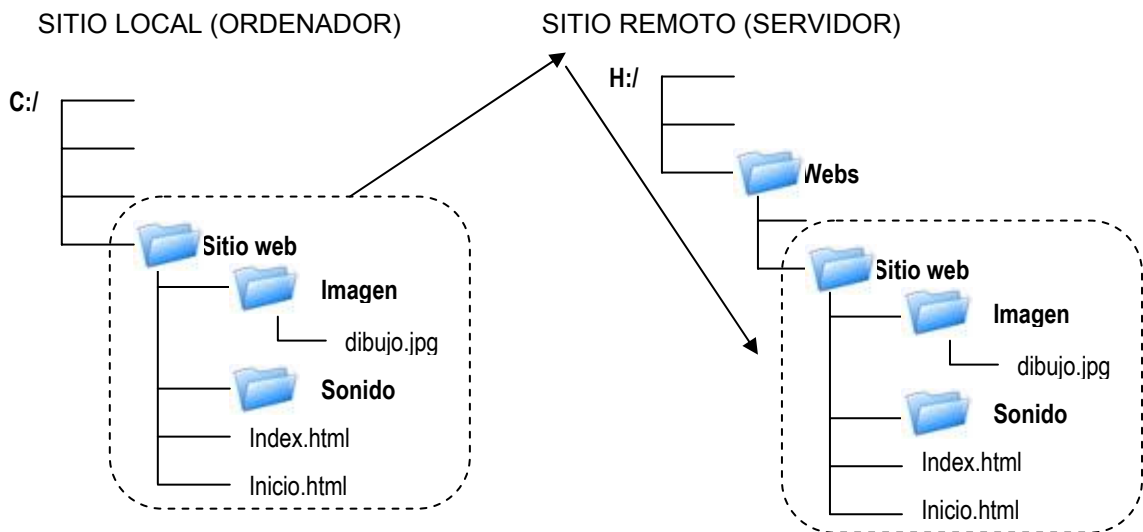 SITIO LOCAL (ORDENADOR)
SITIO REMOTO (SERVIDOR)
C:/
Sitio web
Imagen
dibujo.jpg
Sonido
Index.html
Inicio.html
H:/
Webs
Sitio web
Imagen
dibujo.jpg
Sonido
Index.html
Inicio.html